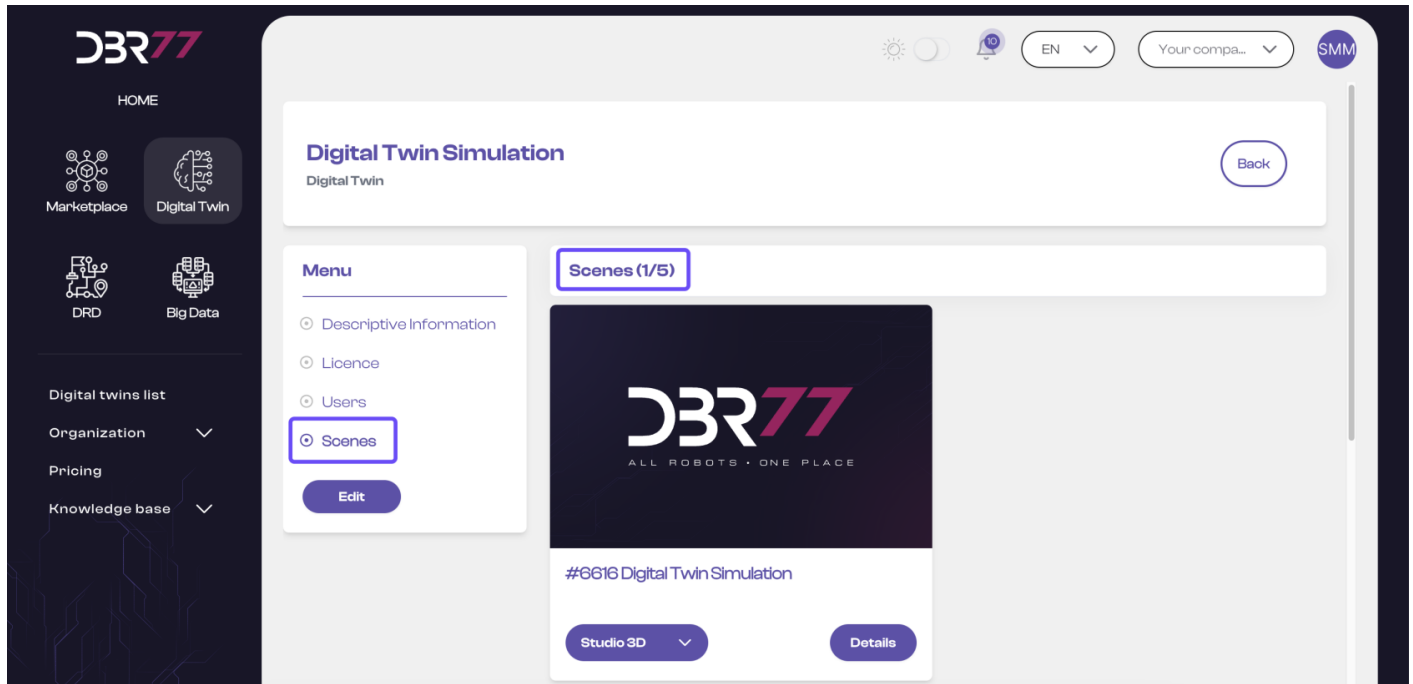 DBR77
10
EN
Your compa...
SMM
HOME
Marketplace
Digital Twin
DRD
Big Data
Digital twins list
Organization
Pricing
Knowledge base
Digital Twin Simulation
Digital Twin
Back
Menu
Descriptive Information
Licence
Users
Scenes
Edit
Scenes (1/5)
DBR77
ALL ROBOTS • ONE PLACE
#6616 Digital Twin Simulation
Studio 3D
Details